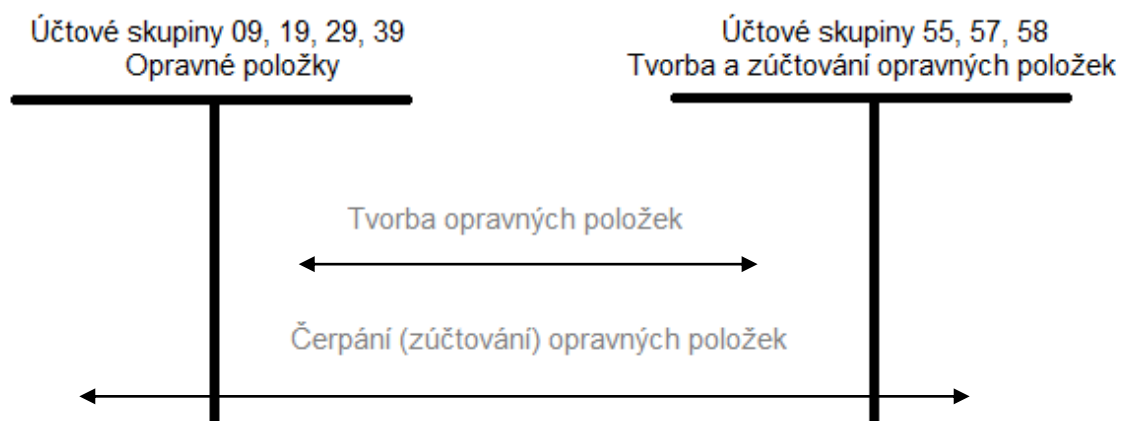 Účtové skupiny 09, 19, 29, 39
Opravné položky
Účtové skupiny 55, 57, 58
Tvorba a zúčtování opravných položek
Tvorba opravných položek
Čerpání (zúčtování) opravných položek